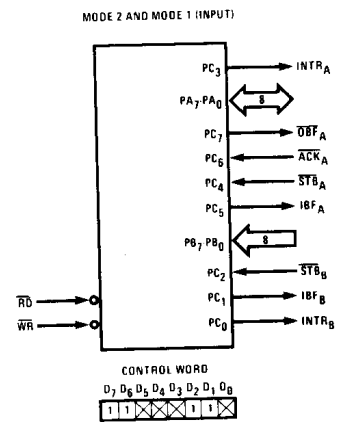 MODE 2 AND MODE 1 (INPUT)
PC3 INTRA
PA7-PA0 8
PC7 OBFA
PC6 ACKA
PC4 STBA
PC5 IBFA
PB7 PB0 8
PC2 STBB
RD PC1 IBFB
WR PC0 INTRB
CONTROL WORD
D7 D6 D5 D4 D3 D2 D1 D0
1 1 1 1